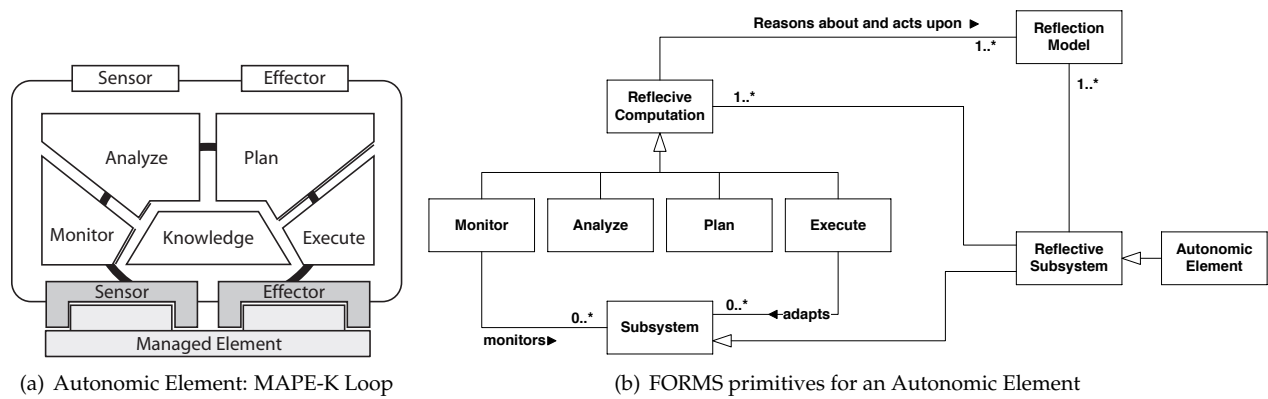 Sensor
Effector
Analyze
Plan
Monitor
Knowledge
Execute
Sensor
Effector
Managed Element
(a) Autonomic Element: MAPE-K Loop
Reasons about and acts upon ►
1..*
Reflection
Model
1..*
Reflecive
Computation
1..*
Monitor
Analyze
Plan
Execute
Reflective
Subsystem
Autonomic
Element
monitors►
0..*
Subsystem
0..*
◄adapts
(b) FORMS primitives for an Autonomic Element